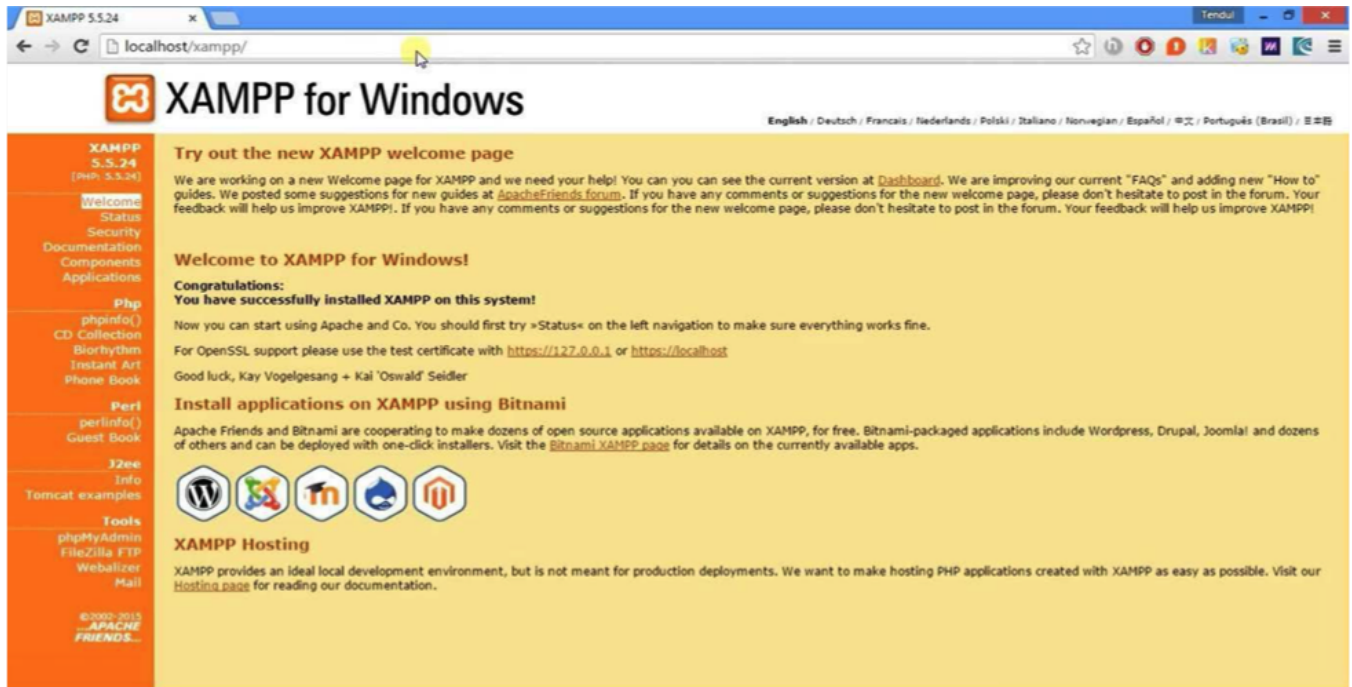 XAMPP 5.5.24
Tendul
localhost/xampp/
XAMPP for Windows
English / Deutsch / Francais / Nederlands / Polski / Italiano / Norwegian / Español / 中文 / Português (Brasil) / 日本語
XAMPP
5.5.24
[PHP: 5.5.24]
Welcome
Status
Security
Documentation
Components
Applications
Php
phpinfo()
CD Collection
Biorhythm
Instant Art
Phone Book
Perl
perlinfo()
Guest Book
J2ee
Info
Tomcat examples
Tools
phpMyAdmin
FileZilla FTP
Webalizer
Mail
©2002-2015
...APACHE
FRIENDS...
Try out the new XAMPP welcome page
We are working on a new Welcome page for XAMPP and we need your help! You can you can see the current version at Dashboard. We are improving our current "FAQs" and adding new "How to"
guides. We posted some suggestions for new guides at ApacheFriends forum. If you have any comments or suggestions for the new welcome page, please don't hesitate to post in the forum. Your
feedback will help us improve XAMPP!. If you have any comments or suggestions for the new welcome page, please don't hesitate to post in the forum. Your feedback will help us improve XAMPP!
Welcome to XAMPP for Windows!
Congratulations:
You have successfully installed XAMPP on this system!
Now you can start using Apache and Co. You should first try »Status« on the left navigation to make sure everything works fine.
For OpenSSL support please use the test certificate with https://127.0.0.1 or https://localhost
Good luck, Kay Vogelgesang + Kai 'Oswald' Seidler
Install applications on XAMPP using Bitnami
Apache Friends and Bitnami are cooperating to make dozens of open source applications available on XAMPP, for free. Bitnami-packaged applications include Wordpress, Drupal, Joomla! and dozens
of others and can be deployed with one-click installers. Visit the Bitnami XAMPP page for details on the currently available apps.
XAMPP Hosting
XAMPP provides an ideal local development environment, but is not meant for production deployments. We want to make hosting PHP applications created with XAMPP as easy as possible. Visit our
Hosting page for reading our documentation.